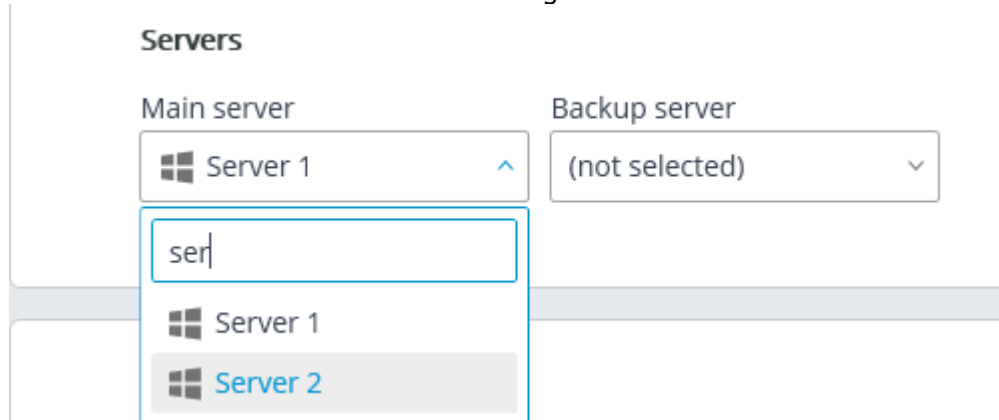 Servers
Main server
Backup server
Server 1
(not selected)
ser
Server 1
Server 2